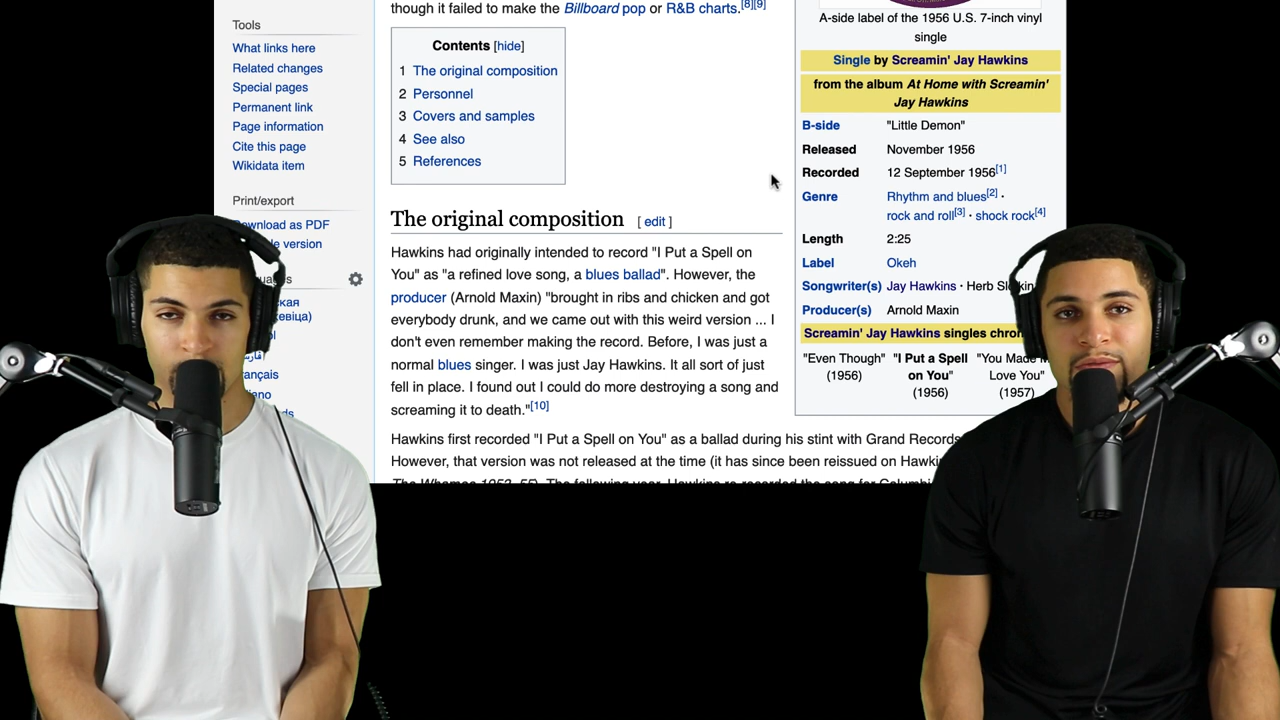 though it failed to make the Billboard pop or R&B charts.[8][9]
Contents [hide]
1 The original composition
2 Personnel
3 Covers and samples
4 See also
5 References
The original composition [ edit ]
Hawkins had originally intended to record "I Put a Spell on
You" as "a refined love song, a blues ballad". However, the
producer (Arnold Maxin) "brought in ribs and chicken and got
everybody drunk, and we came out with this weird version ... I
don't even remember making the record. Before, I was just a
normal blues singer. I was just Jay Hawkins. It all sort of just
fell in place. I found out I could do more destroying a song and
screaming it to death."[10]
Hawkins first recorded "I Put a Spell on You" as a ballad during his stint with Grand Records
However, that version was not released at the time (it has since been reissued on
Tools
What links here
Related changes
Special pages
Permanent link
Page information
Cite this page
Wikidata item
Print/export
Download as PDF
version
A-side label of the 1956 U.S. 7-inch vinyl
single
Single by Screamin' Jay Hawkins
from the album At Home with Screamin'
Jay Hawkins
B-side "Little Demon"
Released November 1956
Recorded 12 September 1956[1]
Genre Rhythm and blues[2] ·
rock and roll[3] · shock rock[4]
Length 2:25
Label Okeh
Songwriter(s) Jay Hawkins · Herb
Producer(s) Arnold Maxin
Screamin' Jay Hawkins singles
"Even Though" "I Put a Spell "You Made
(1956) on You" Love You"
(1956) (1957)